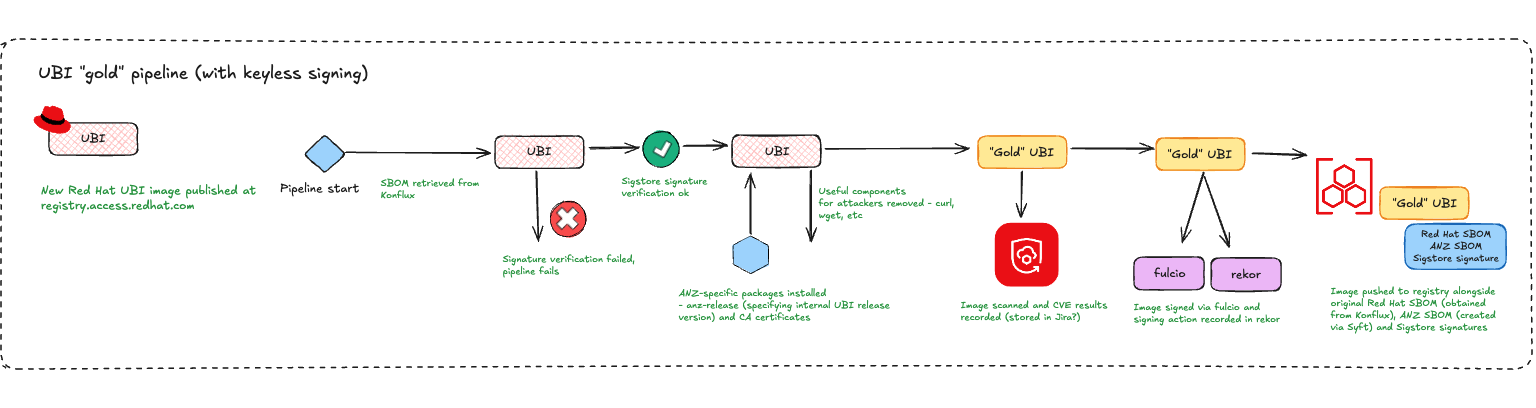 UBI "gold" pipeline (with keyless signing)
UBI
New Red Hat UBI image published at
registry.access.redhat.com
Pipeline start
SBOM retrieved from
Konflux
UBI
Signature verification failed,
pipeline fails
Sigstore signature
verification ok
UBI
Useful components
for attackers removed - curl,
wget, etc
ANZ-specific packages installed
- anz-release (specifying internal UBI release
version) and CA certificates
"Gold" UBI
Image scanned and CVE results
recorded (stored in Jira?)
"Gold" UBI
fulcio
rekor
Image signed via fulcio and
signing action recorded in rekor
"Gold" UBI
Red Hat SBOM
ANZ SBOM
Sigstore signature
Image pushed to registry alongside
original Red Hat SBOM (obtained
from Konflux), ANZ SBOM (created
via Syft) and Sigstore signatures